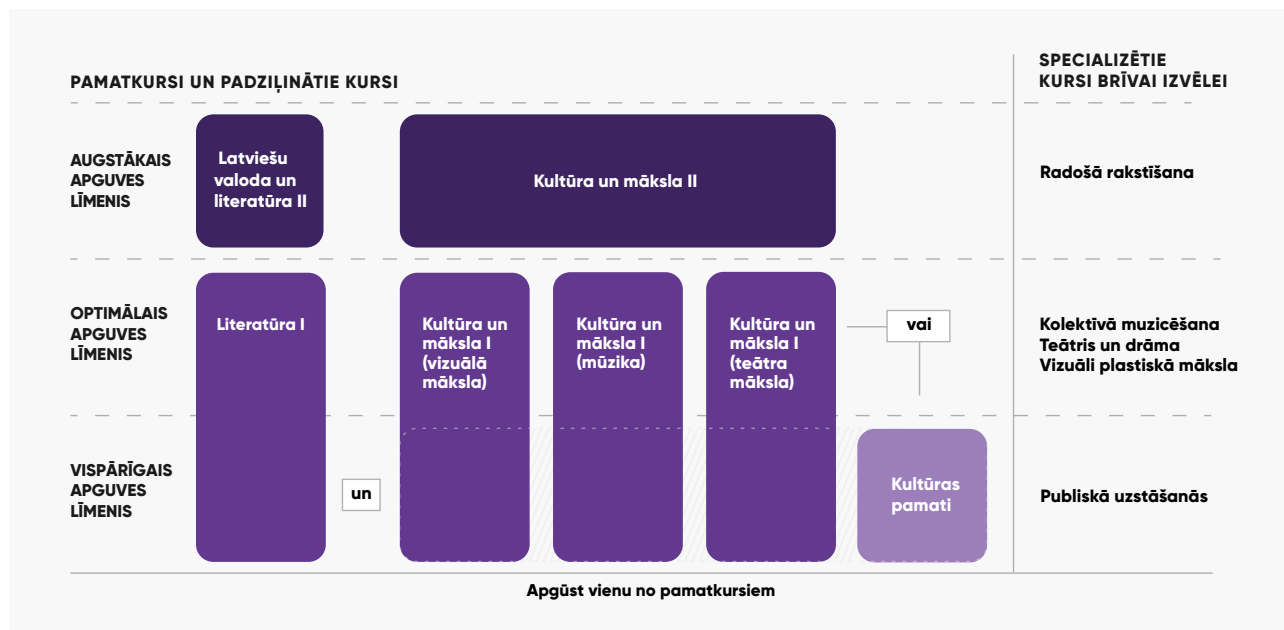 PAMATKURSI UN PADZIĻINĀTIE KURSI
SPECIALIZĒTIE
KURSI BRĪVAI IZVĒLEI
AUGSTĀKAIS
APGUVES
LĪMENIS
Latviešu
valoda un
literatūra II
Kultūra un māksla II
Radošā rakstīšana
OPTIMĀLAIS
APGUVES
LĪMENIS
Literatūra I
Kultūra un
māksla I
(vizuālā
māksla)
Kultūra un
māksla I
(mūzika)
Kultūra un
māksla I
(teātra
māksla)
vai
Kolektīvā muzicēšana
Teātris un drāma
Vizuāli plastiskā māksla
VISPĀRĪGAIS
APGUVES
LĪMENIS
un
Kultūras
pamati
Publiskā uzstāšanās
Apgūst vienu no pamatkursiem